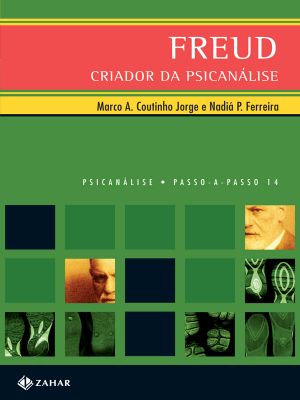 FREUD
CRIADOR DA PSICANÁLISE
Marco A. Coutinho Jorge e Nadiá P. Ferreira
PSICANÁLISE • PASSO-A-PASSO 14
ZAHAR